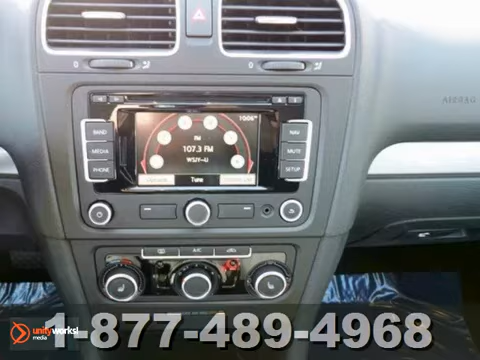 AIRBAG
BAND
MEDIA
PHONE
NAV
MUTE
SETUP
FM
107.3 FM
WSJY-4J
Tune
A/C
1-877-489-4968
unityworks!
media